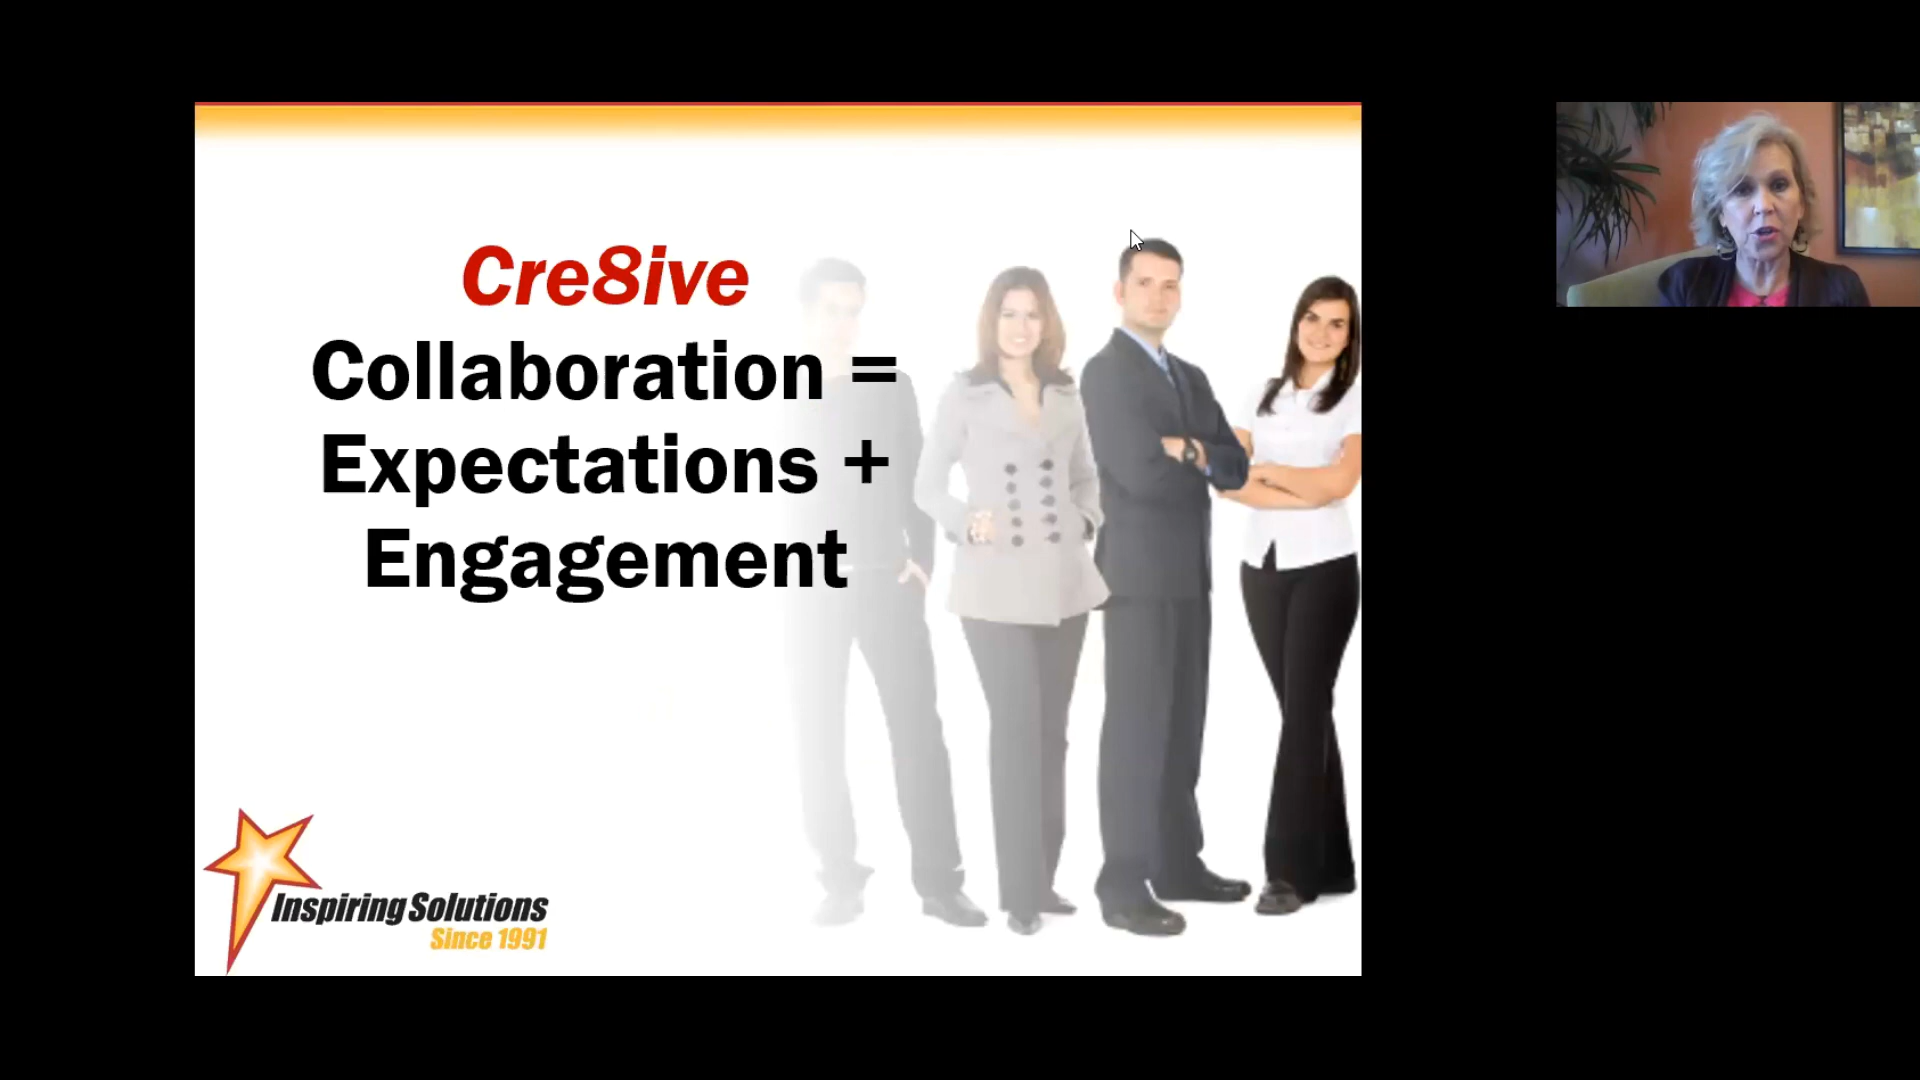 Cre8ive
Collaboration =
Expectations +
Engagement
Inspiring Solutions
Since 1991